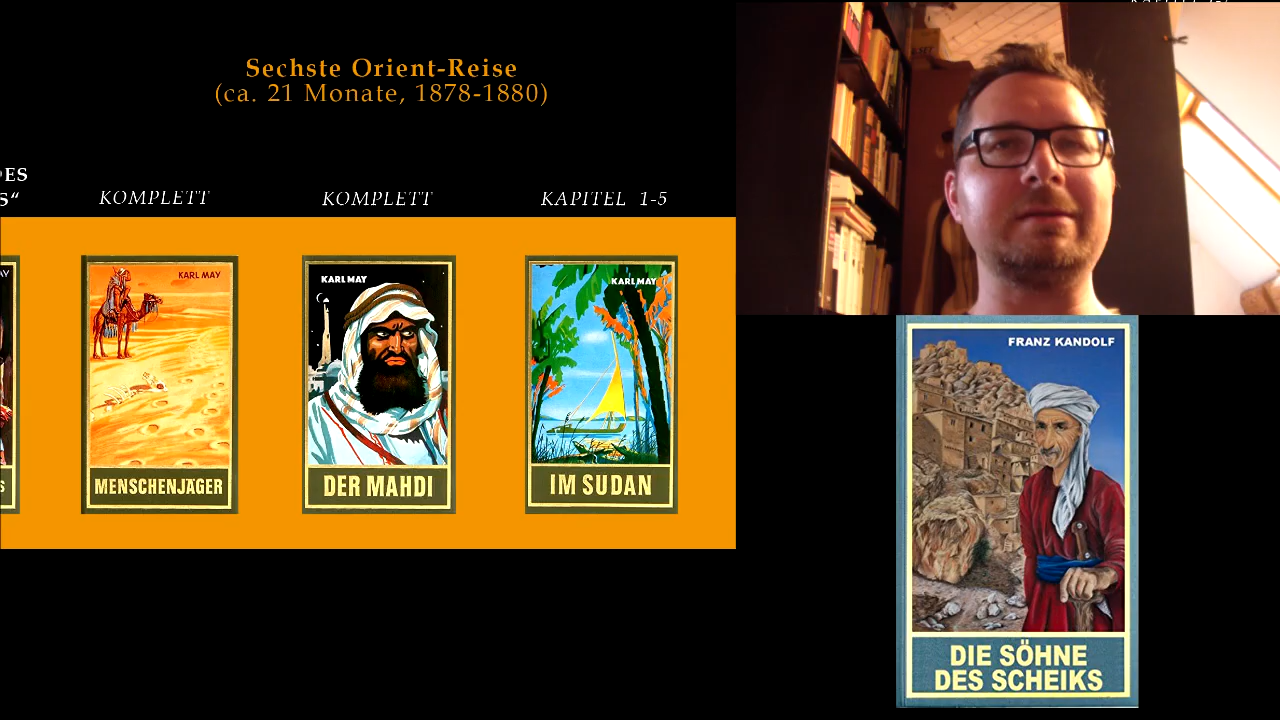 Sechste Orient-Reise
(ca. 21 Monate, 1878-1880)
KOMPLETT
KOMPLETT
KAPITEL 1-5
KARL MAY
MENSCHENJÄGER
KARL MAY
DER MAHDI
KARL MAY
IM SUDAN
FRANZ KANDOLF
DIE SÖHNE
DES SCHEIKS